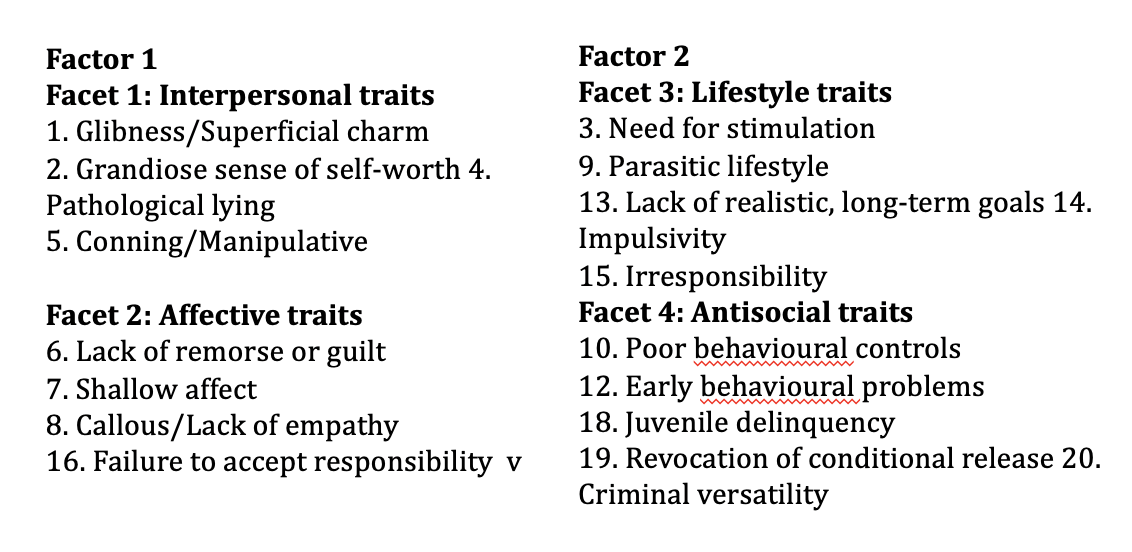 Factor 1
Facet 1: Interpersonal traits
1. Glibness/Superficial charm
2. Grandiose sense of self-worth 4.
Pathological lying
5. Conning/Manipulative
Facet 2: Affective traits
6. Lack of remorse or guilt
7. Shallow affect
8. Callous/Lack of empathy
16. Failure to accept responsibility v
Factor 2
Facet 3: Lifestyle traits
3. Need for stimulation
9. Parasitic lifestyle
13. Lack of realistic, long-term goals 14.
Impulsivity
15. Irresponsibility
Facet 4: Antisocial traits
10. Poor behavioural controls
12. Early behavioural problems
18. Juvenile delinquency
19. Revocation of conditional release 20.
Criminal versatility